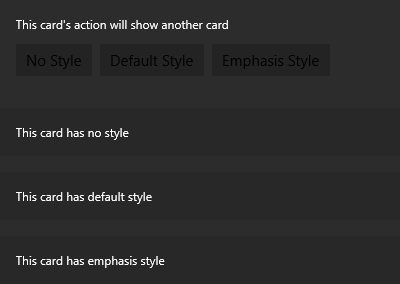 This card's action will show another card
No Style Default Style Emphasis Style
This card has no style
This card has default style
This card has emphasis style